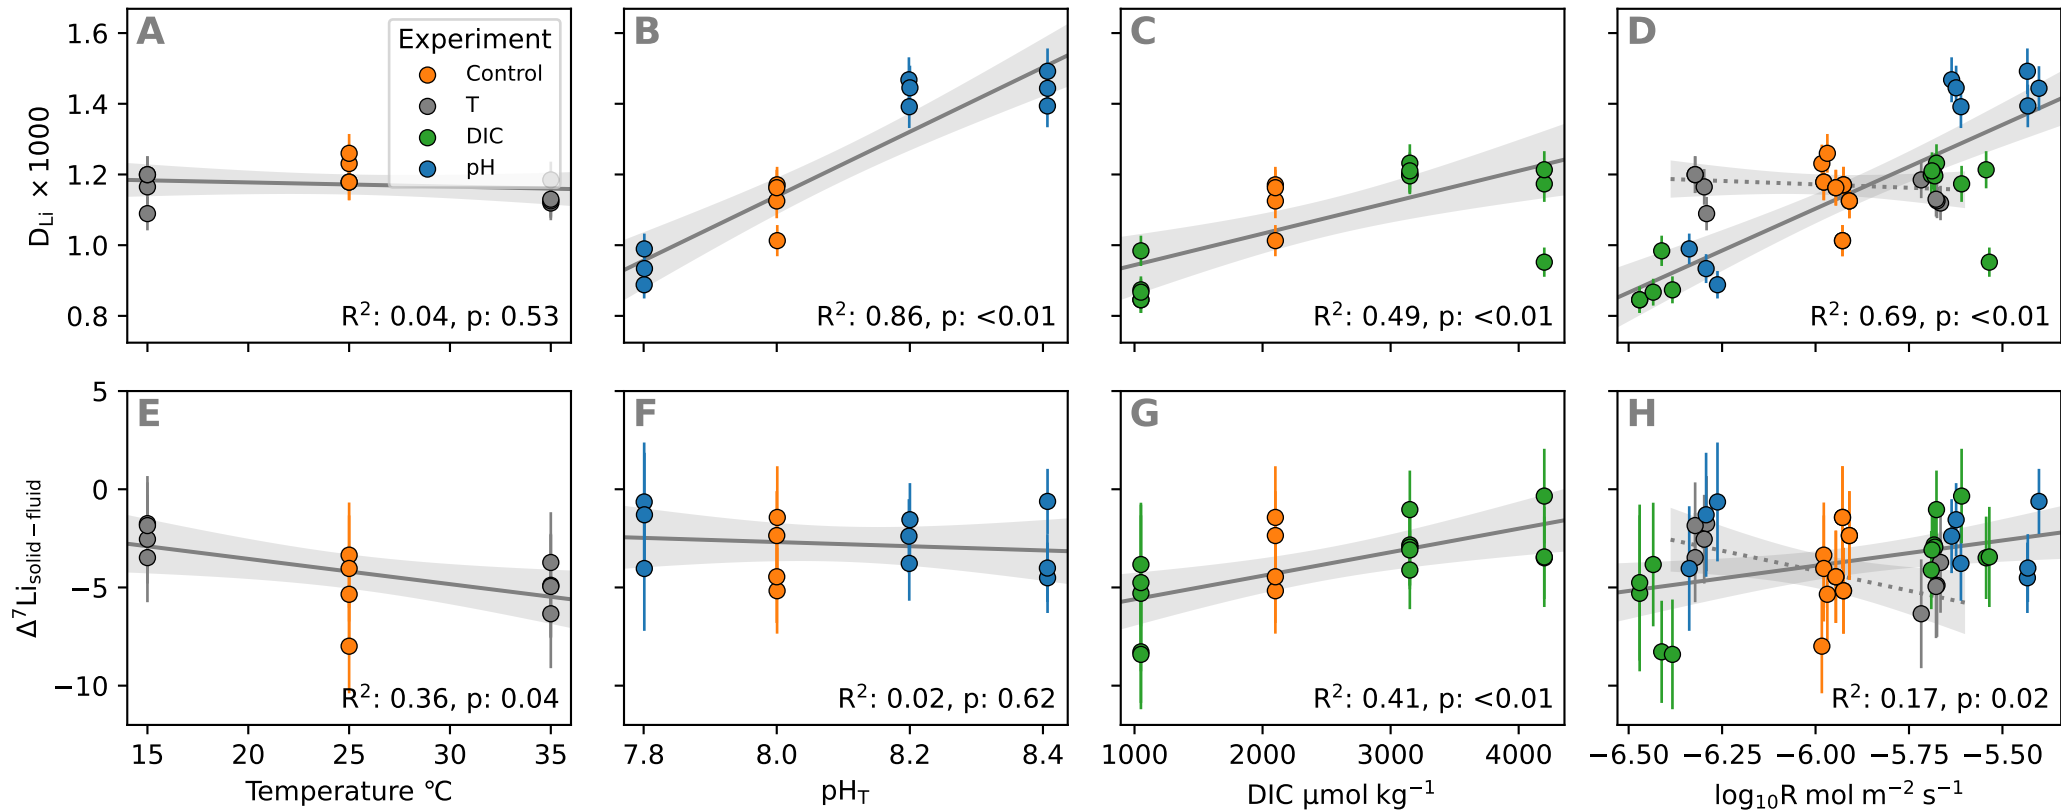 A
B
C
D
Experiment
Control
T
DIC
pH
D_Li × 1000
1.6
1.4
1.2
1.0
0.8
R²: 0.04, p: 0.53
R²: 0.86, p: <0.01
R²: 0.49, p: <0.01
R²: 0.69, p: <0.01
E
F
G
H
Δ⁷Li_solid−fluid
5
0
−5
−10
R²: 0.36, p: 0.04
R²: 0.02, p: 0.62
R²: 0.41, p: <0.01
R²: 0.17, p: 0.02
15 20 25 30 35
7.8 8.0 8.2 8.4
1000 2000 3000 4000
−6.50 −6.25 −6.00 −5.75 −5.50
Temperature °C
pH_T
DIC µmol kg⁻¹
log₁₀R mol m⁻² s⁻¹